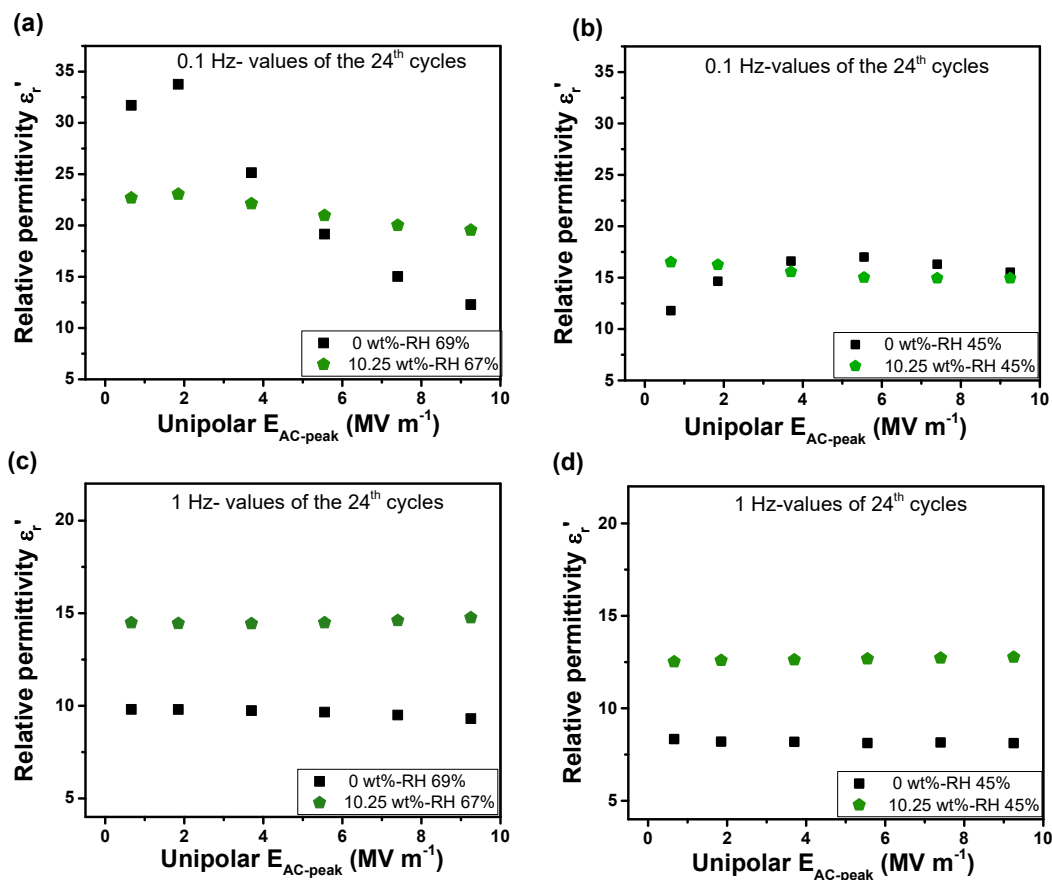 (a)
0.1 Hz- values of the 24th cycles
Relative permittivity εr'
35
30
25
20
15
10
5
0 wt%-RH 69%
10.25 wt%-RH 67%
0 2 4 6 8 10
Unipolar EAC-peak (MV m-1)
(b)
0.1 Hz-values of the 24th cycles
Relative permittivity εr'
35
30
25
20
15
10
5
0 wt%-RH 45%
10.25 wt%-RH 45%
0 2 4 6 8 10
Unipolar EAC-peak (MV m-1)
(c)
1 Hz- values of the 24th cycles
Relative permittivity εr'
20
15
10
5
0 wt%-RH 69%
10.25 wt%-RH 67%
0 2 4 6 8 10
Unipolar EAC-peak (MV m-1)
(d)
1 Hz-values of 24th cycles
Relative permittivity εr'
20
15
10
5
0 wt%-RH 45%
10.25 wt%-RH 45%
0 2 4 6 8 10
Unipolar EAC-peak (MV m-1)